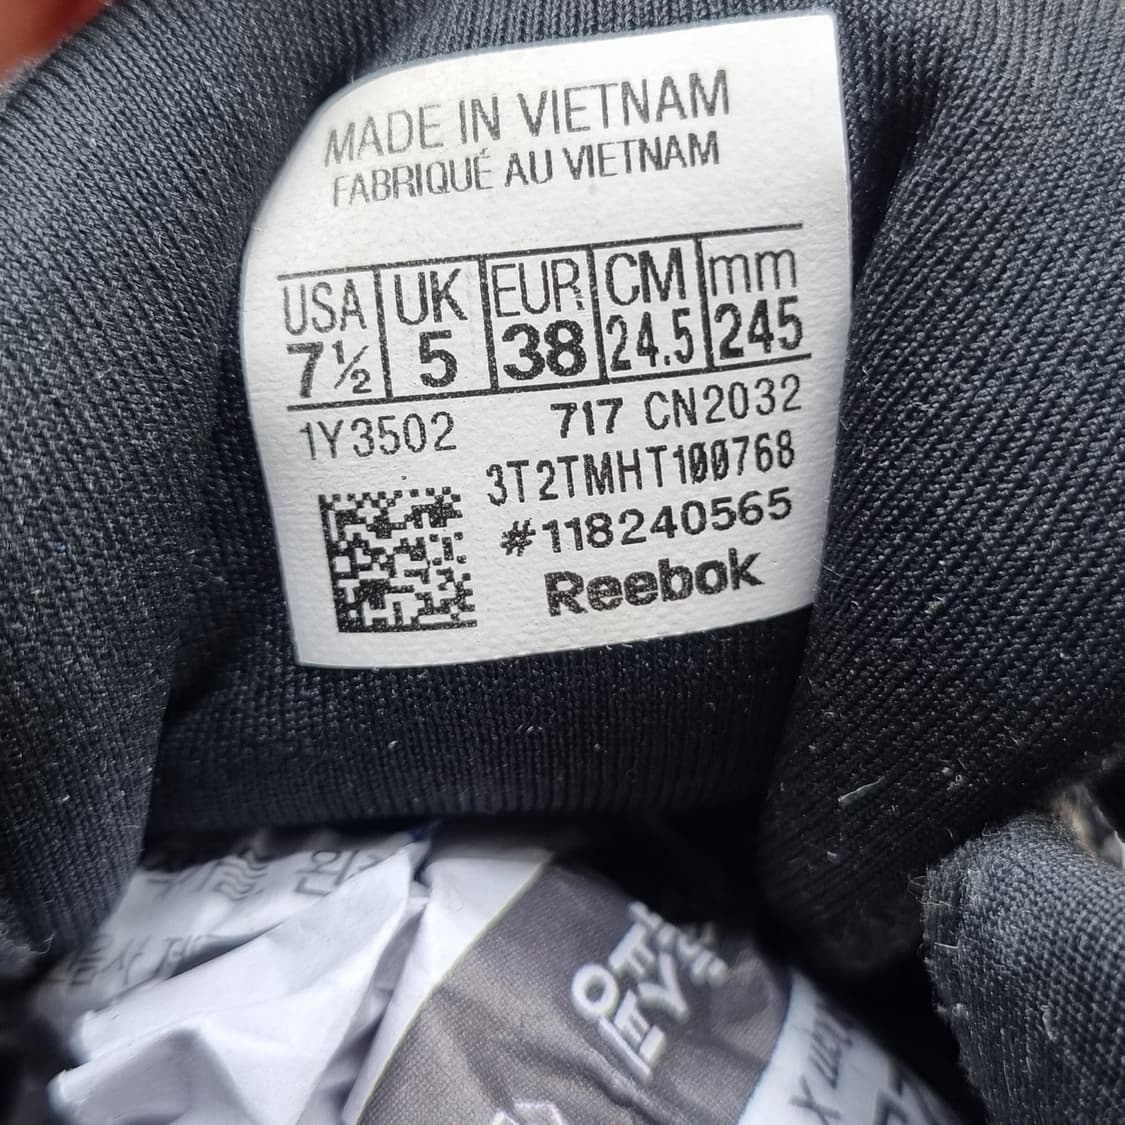 MADE IN VIETNAM
FABRIQUÉ AU VIETNAM
USA UK EUR CM mm
7½ 5 38 24.5 245
1Y3502 717 CN2032
3T2TMHT100768
#118240565
Reebok